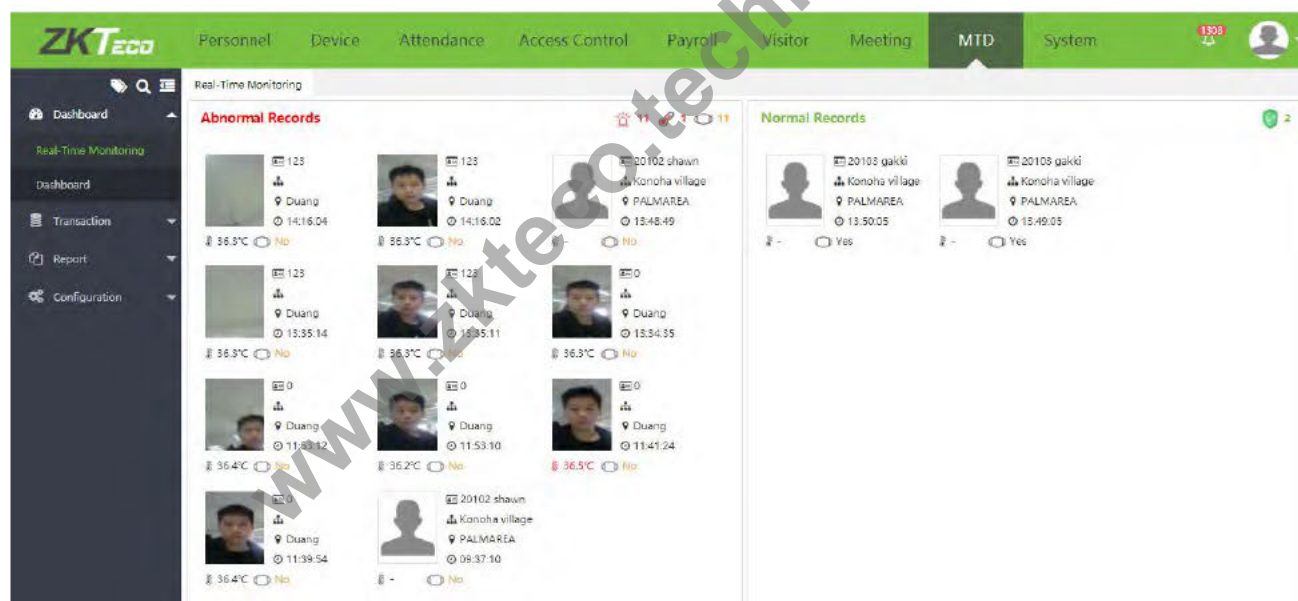 ZKTeco Personnel Device Attendance Access Control Payroll Visitor Meeting MTD System 1308
Real-Time Monitoring
Dashboard
Real-Time Monitoring
Dashboard
Transaction
Report
Configuration
Abnormal Records 11 1 11
123
Duang
14:16:04
36.3°C No
123
Duang
14:16:02
36.3°C No
20102 shawn
Konoha village
PALMAREA
13:48:49
- No
123
Duang
13:35:14
36.3°C No
123
Duang
13:35:11
36.3°C No
0
Duang
13:34:35
36.3°C No
0
Duang
11:53:12
36.4°C No
0
Duang
11:53:10
36.2°C No
0
Duang
11:41:24
36.5°C No
0
Duang
11:39:54
36.4°C No
20102 shawn
Konoha village
PALMAREA
09:37:10
- No
Normal Records 2
20103 gakki
Konoha village
PALMAREA
13:50:05
- Yes
20103 gakki
Konoha village
PALMAREA
13:49:05
- Yes